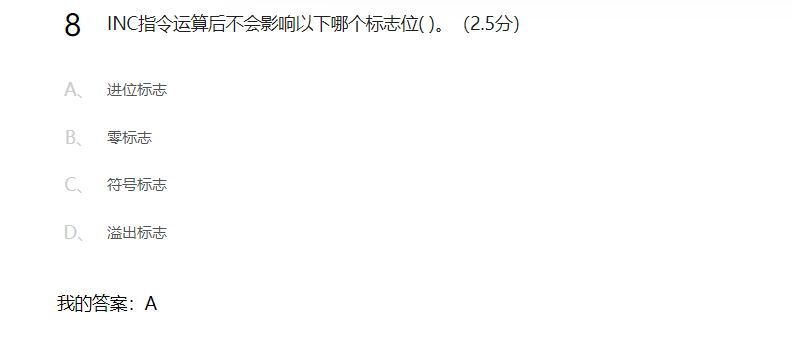 8 INC指令运算后不会影响以下哪个标志位( )。（2.5分）
A、 进位标志
B、 零标志
C、 符号标志
D、 溢出标志
我的答案：A